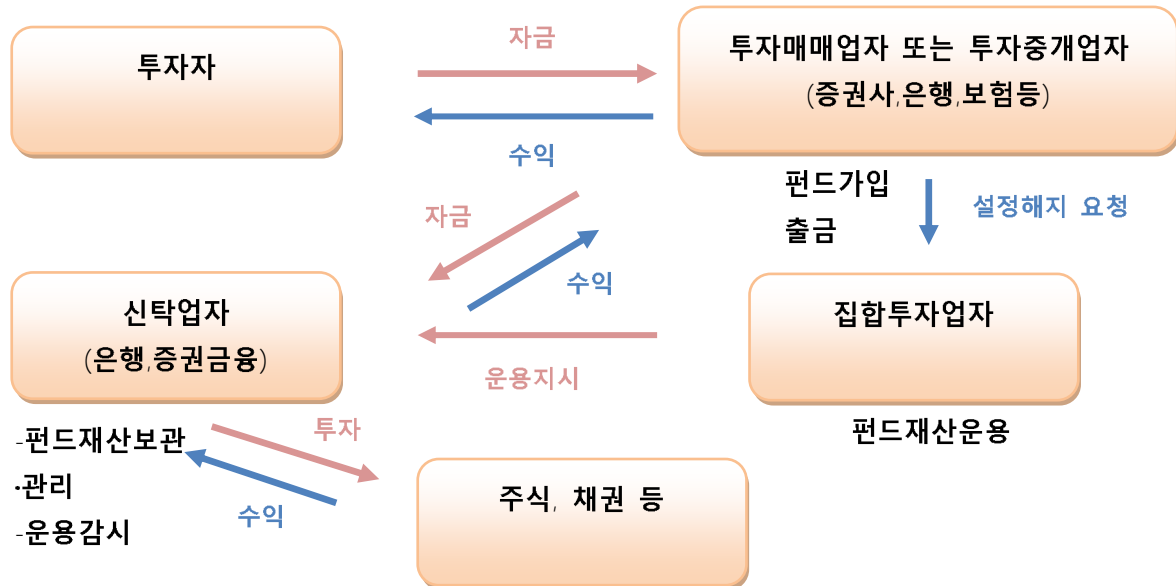 투자자
자금
수익
투자매매업자 또는 투자중개업자
(증권사,은행,보험등)
펀드가입
출금
설정해지 요청
자금
수익
신탁업자
(은행,증권금융)
운용지시
집합투자업자
펀드재산운용
-펀드재산보관
·관리
-운용감시
투자
수익
주식, 채권 등